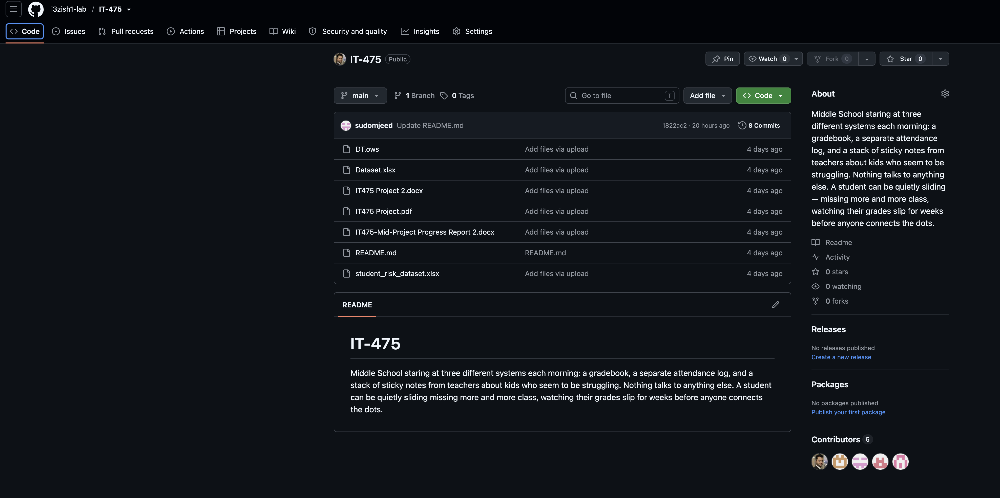 i3zish1-lab / IT-475
Code Issues Pull requests Actions Projects Wiki Security and quality Insights Settings
IT-475 Public
Pin Watch 0 Fork 0 Star 0
main 1 Branch 0 Tags Go to file T Add file Code
sudomjeed Update README.md 1822ac2 · 20 hours ago 8 Commits
DT.ows Add files via upload 4 days ago
Dataset.xlsx Add files via upload 4 days ago
IT475 Project 2.docx Add files via upload 4 days ago
IT475 Project.pdf Add files via upload 4 days ago
IT475-Mid-Project Progress Report 2.docx Add files via upload 4 days ago
README.md README.md 4 days ago
student_risk_dataset.xlsx Add files via upload 4 days ago
README
IT-475
Middle School staring at three different systems each morning: a gradebook, a separate attendance log, and a
stack of sticky notes from teachers about kids who seem to be struggling. Nothing talks to anything else. A student
can be quietly sliding missing more and more class, watching their grades slip for weeks before anyone connects
the dots.
About
Middle School staring at three
different systems each morning: a
gradebook, a separate attendance
log, and a stack of sticky notes from
teachers about kids who seem to be
struggling. Nothing talks to anything
else. A student can be quietly sliding
— missing more and more class,
watching their grades slip for weeks
before anyone connects the dots.
Readme
Activity
0 stars
0 watching
0 forks
Releases
No releases published
Create a new release
Packages
No packages published
Publish your first package
Contributors 5